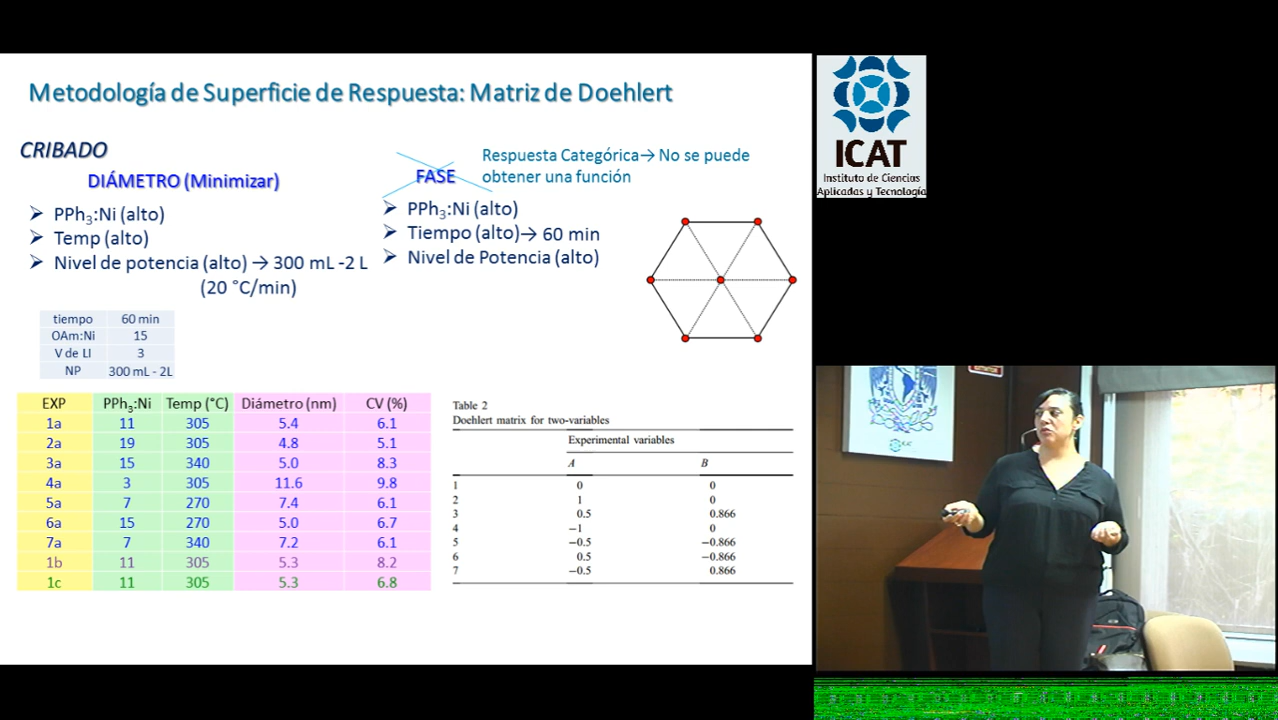 Metodología de Superficie de Respuesta: Matriz de Doehlert
CRIBADO
DIÁMETRO (Minimizar)
➢ PPh3:Ni (alto)
➢ Temp (alto)
➢ Nivel de potencia (alto) → 300 mL -2 L
(20 °C/min)
FASE
Respuesta Categórica→ No se puede
obtener una función
➢ PPh3:Ni (alto)
➢ Tiempo (alto)→ 60 min
➢ Nivel de Potencia (alto)
tiempo 60 min
OAm:Ni 15
V de LI 3
NP 300 mL - 2L
EXP PPh3:Ni Temp (°C) Diámetro (nm) CV (%)
1a 11 305 5.4 6.1
2a 19 305 4.8 5.1
3a 15 340 5.0 8.3
4a 3 305 11.6 9.8
5a 7 270 7.4 6.1
6a 15 270 5.0 6.7
7a 7 340 7.2 6.1
1b 11 305 5.3 8.2
1c 11 305 5.3 6.8
Table 2
Doehlert matrix for two-variables
Experimental variables
A B
1 0 0
2 1 0
3 0.5 0.866
4 −1 0
5 −0.5 −0.866
6 0.5 −0.866
7 −0.5 0.866
ICAT
Instituto de Ciencias
Aplicadas y Tecnología